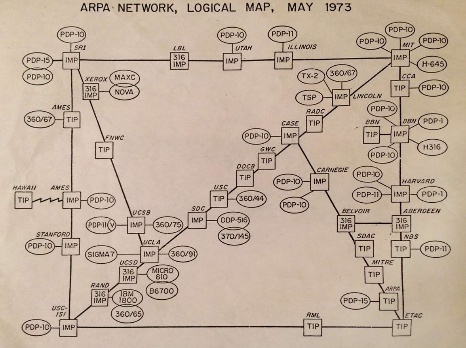 ARPA NETWORK, LOGICAL MAP, MAY 1973
PDP-10
SRI
PDP-15
PDP-10
IMP
LBL
316
IMP
PDP-10
UTAH
IMP
PDP-11
ILLINOIS
IMP
PDP-10
MIT
PDP-10
IMP
H-645
XEROX
316
IMP
MAXC
NOVA
TX-2
360/67
TSP
IMP
LINCOLN
CCA
PDP-10
TIP
AMES
360/67
TIP
RADC
TIP
PDP-10
BBN
PDP-1
BBN
TIP
IMP
PDP-10
H316
CASE
PDP-10
IMP
FNWC
TIP
GWC
TIP
DOCB
TIP
CARNEGIE
PDP-10
IMP
PDP-10
HARVARD
PDP-10
PDP-11
IMP
PDP-1
HAWAII
TIP
AMES
IMP
PDP-10
USC
TIP
360/44
SDC
IMP
DDP-516
370/145
UCSB
PDP-11
IMP
360/75
BELVOIR
316
IMP
ABERDEEN
316
IMP
STANFORD
PDP-10
IMP
UCLA
SIGMA7
IMP
360/91
SDAC
TIP
NBS
TIP
PDP-11
UCSD
316
IMP
MICRO
810
B6700
MITRE
TIP
RAND
316
IMP
IBM
1800
360/65
ARPA
PDP-15
TIP
USC-
ISI
PDP-10
IMP
RML
TIP
TIP
ETAC